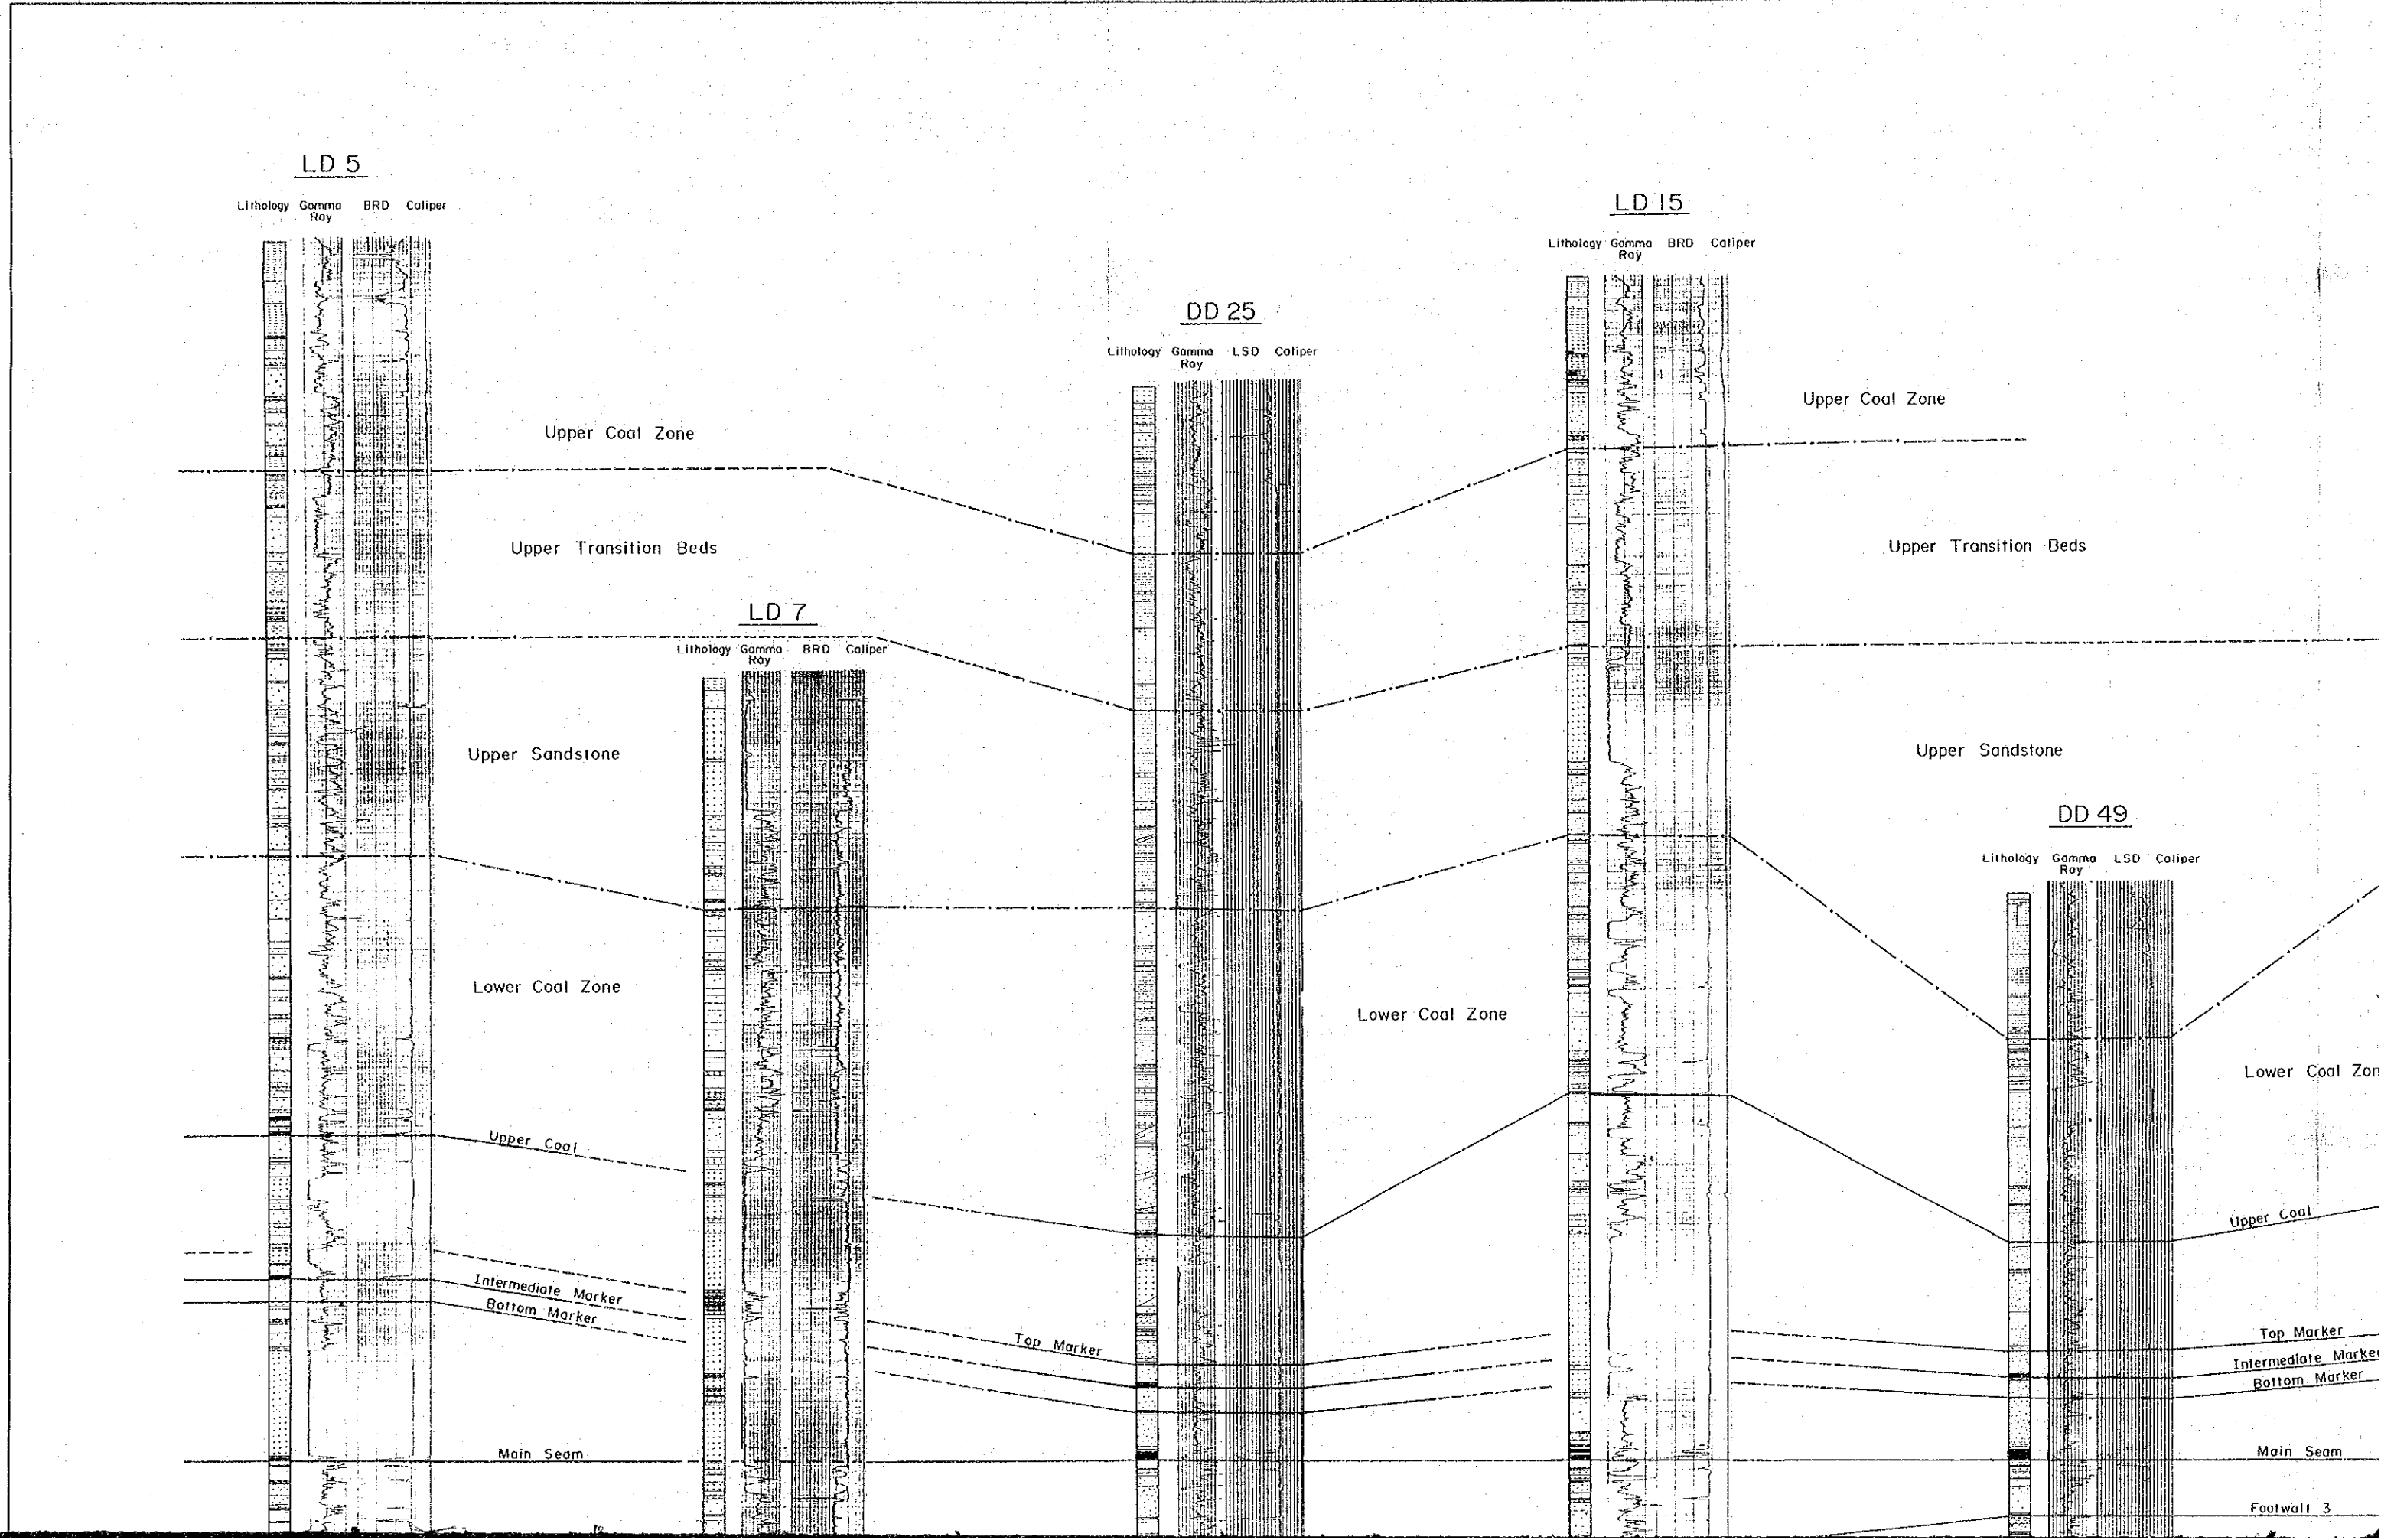 LD 5
Lithology Gamma Ray BRD Caliper
LD 15
Lithology Gamma Ray BRD Caliper
DD 25
Lithology Gamma Ray LSD Caliper
Upper Coal Zone
Upper Coal Zone
Upper Transition Beds
Upper Transition Beds
LD 7
Lithology Gamma Ray BRD Caliper
Upper Sandstone
Upper Sandstone
DD 49
Lithology Gamma Ray LSD Caliper
Lower Coal Zone
Lower Coal Zone
Lower Coal Zon
Upper Coal
Upper Coal
Intermediate Marker
Bottom Marker
Top Marker
Top Marker
Intermediate Marker
Bottom Marker
Main Seam
Main Seam
Footwall 3